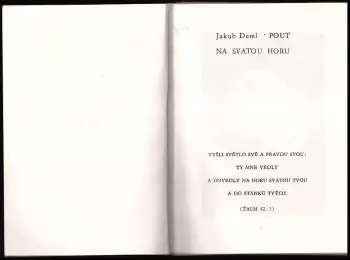 Jakub Deml · POUT
NA SVATOU HORU
VYŠLI SVĚTLO SVÉ A PRAVDU SVOU:
TY MNE VEDLY
A DOVEDLY NA HORU SVATOU TVOU
A DO STÁNKŮ TVÝCH.
(ŽALM 42, 3)